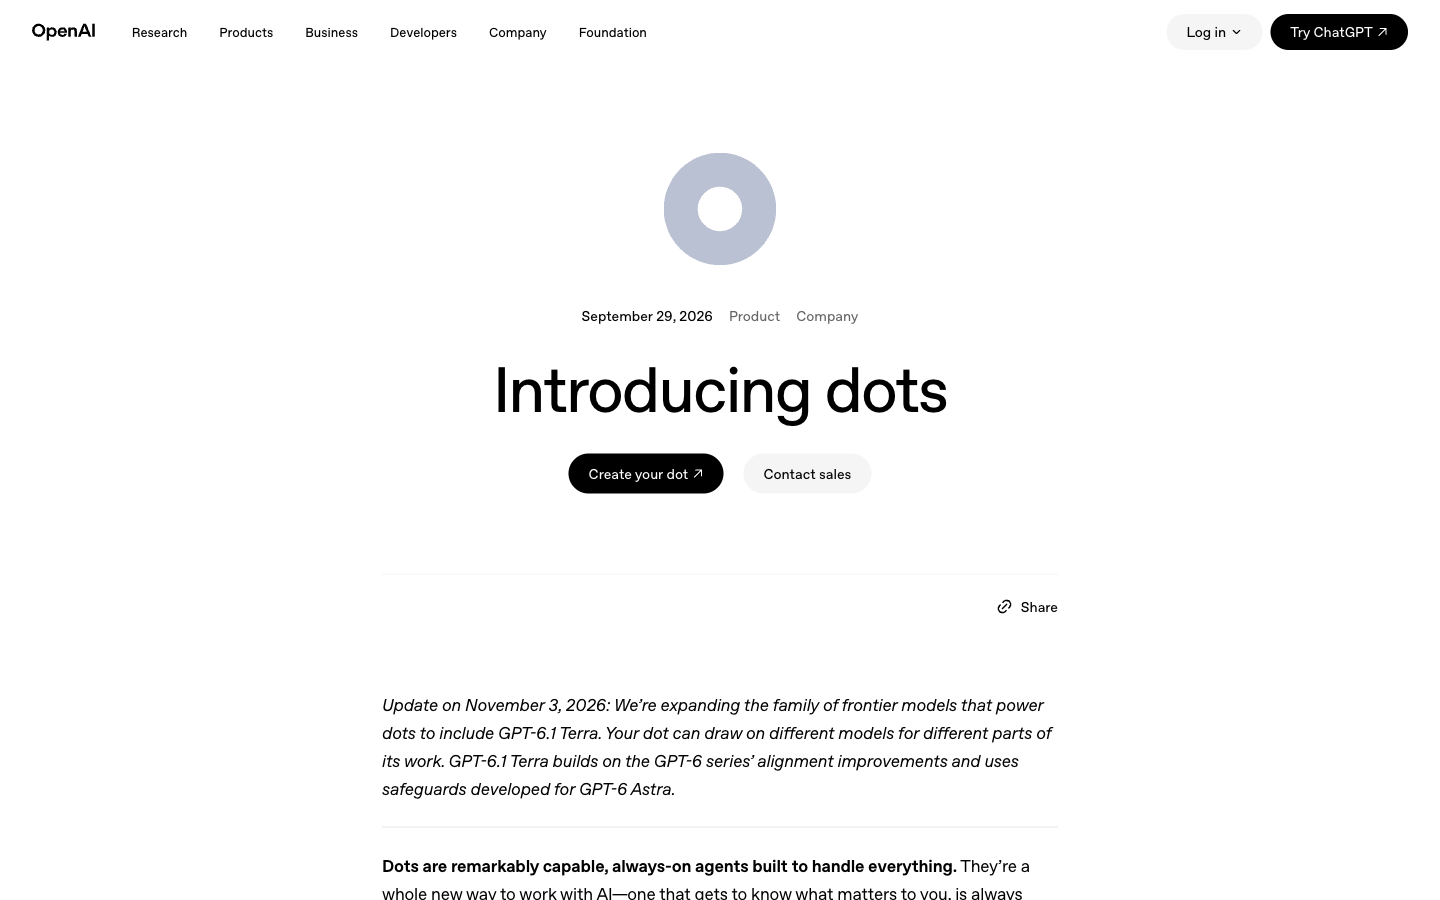 OpenAI
Research
Products
Business
Developers
Company
Foundation
Log in
Try ChatGPT
September 29, 2026
Product
Company
Introducing dots
Create your dot
Contact sales
Share
Update on November 3, 2026: We’re expanding the family of frontier models that power
dots to include GPT-6.1 Terra. Your dot can draw on different models for different parts of
its work. GPT-6.1 Terra builds on the GPT-6 series’ alignment improvements and uses
safeguards developed for GPT-6 Astra.
Dots are remarkably capable, always-on agents built to handle everything. They’re a
whole new way to work with AI—one that gets to know what matters to you, is always